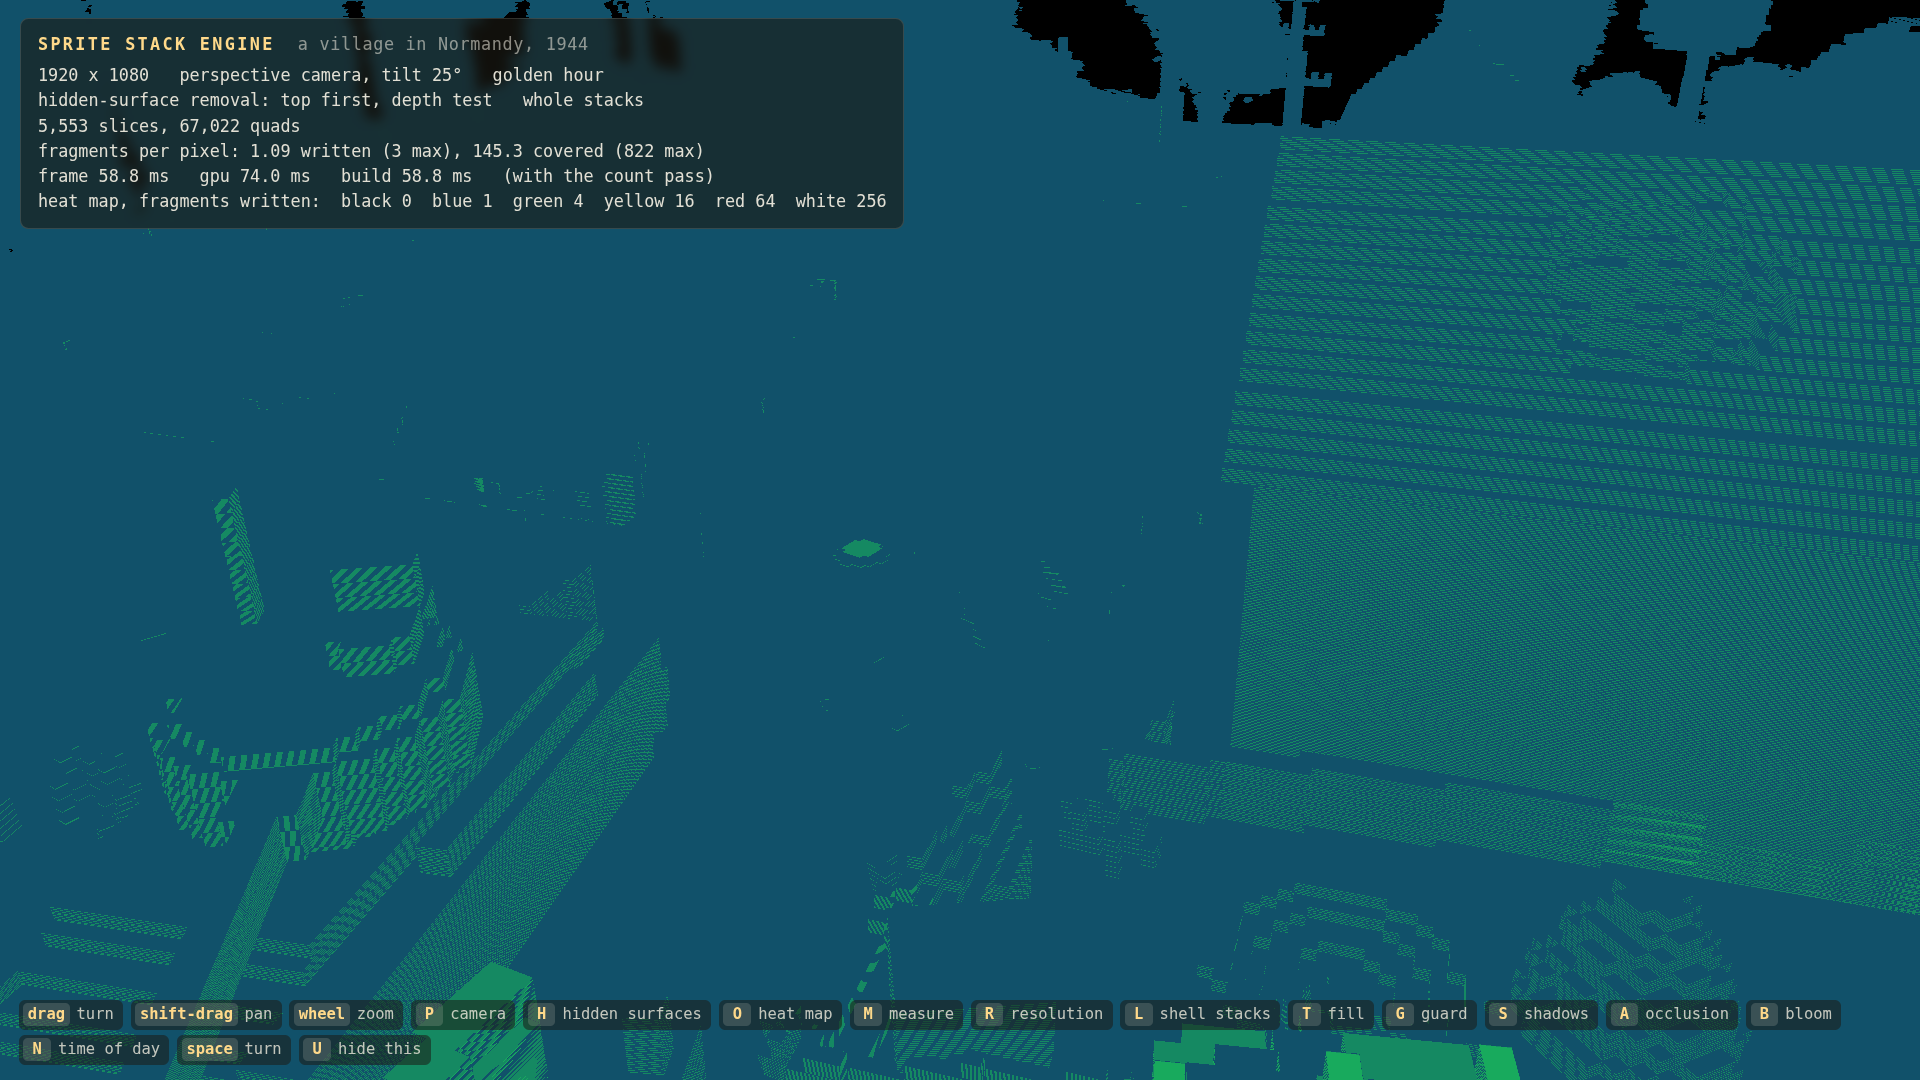 SPRITE STACK ENGINE a village in Normandy, 1944
1920 x 1080 perspective camera, tilt 25° golden hour
hidden-surface removal: top first, depth test whole stacks
5,553 slices, 67,022 quads
fragments per pixel: 1.09 written (3 max), 145.3 covered (822 max)
frame 58.8 ms gpu 74.0 ms build 58.8 ms (with the count pass)
heat map, fragments written: black 0 blue 1 green 4 yellow 16 red 64 white 256
drag turn shift-drag pan wheel zoom P camera H hidden surfaces O heat map M measure R resolution L shell stacks T fill G guard S shadows A occlusion B bloom
N time of day space turn U hide this